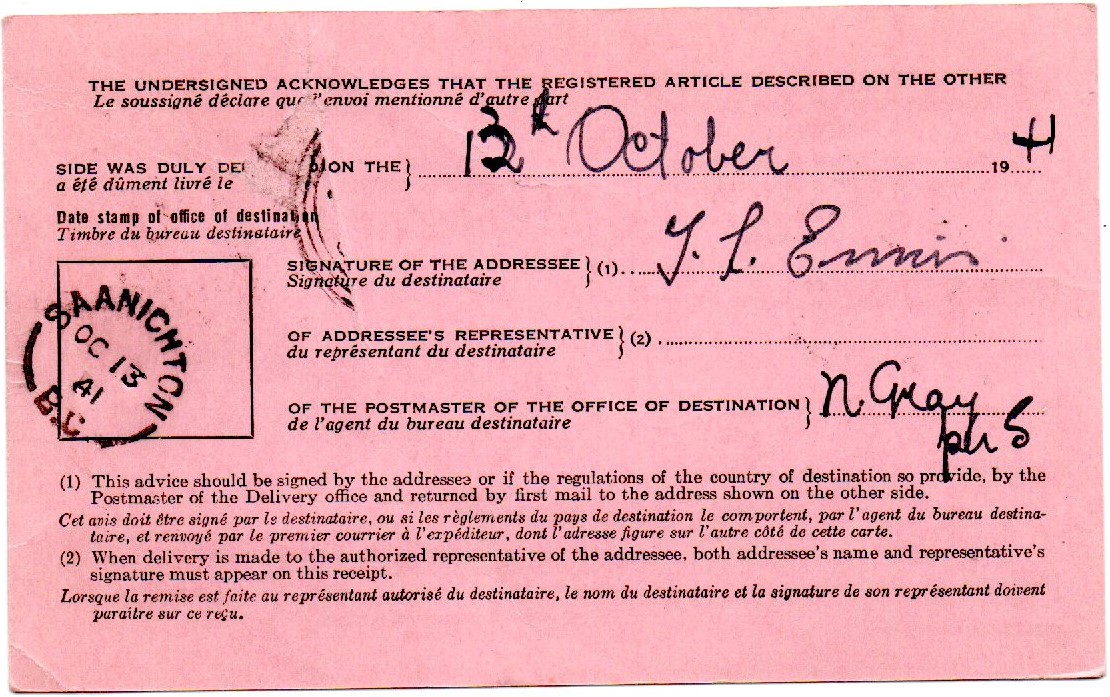 THE UNDERSIGNED ACKNOWLEDGES THAT THE REGISTERED ARTICLE DESCRIBED ON THE OTHER
Le soussigné déclare que l'envoi mentionné d'autre part
SIDE WAS DULY DE ON THE } 13th October 1941
a été dûment livré le
Date stamp of office of destination
Timbre du bureau destinataire
SIGNATURE OF THE ADDRESSEE } (1) Ennis
Signature du destinataire
SAANICHTON
OC 13
41
B.C.
OF ADDRESSEE'S REPRESENTATIVE } (2)
du représentant du destinataire
OF THE POSTMASTER OF THE OFFICE OF DESTINATION } N. Gray
de l'agent du bureau destinataire
(1) This advice should be signed by the addressee or if the regulations of the country of destination so provide, by the
Postmaster of the Delivery office and returned by first mail to the address shown on the other side.
Cet avis doit être signé par le destinataire, ou si les règlements du pays de destination le comportent, par l'agent du bureau destina-
taire, et renvoyé par le premier courrier à l'expéditeur, dont l'adresse figure sur l'autre côté de cette carte.
(2) When delivery is made to the authorized representative of the addressee, both addressee's name and representative's
signature must appear on this receipt.
Lorsque la remise est faite au représentant autorisé du destinataire, le nom du destinataire et la signature de son représentant doivent
paraître sur ce reçu.